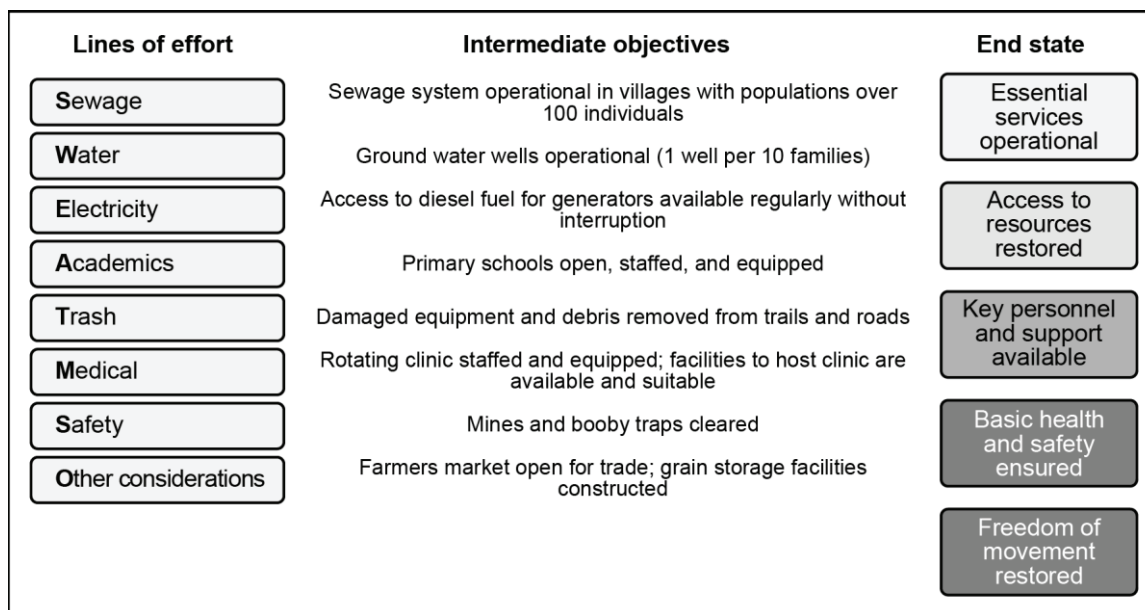 Lines of effort
Intermediate objectives
End state
Sewage
Sewage system operational in villages with populations over
100 individuals
Water
Ground water wells operational (1 well per 10 families)
Electricity
Access to diesel fuel for generators available regularly without
interruption
Academics
Primary schools open, staffed, and equipped
Trash
Damaged equipment and debris removed from trails and roads
Medical
Rotating clinic staffed and equipped; facilities to host clinic are
available and suitable
Safety
Mines and booby traps cleared
Other considerations
Farmers market open for trade; grain storage facilities
constructed
Essential
services
operational
Access to
resources
restored
Key personnel
and support
available
Basic health
and safety
ensured
Freedom of
movement
restored